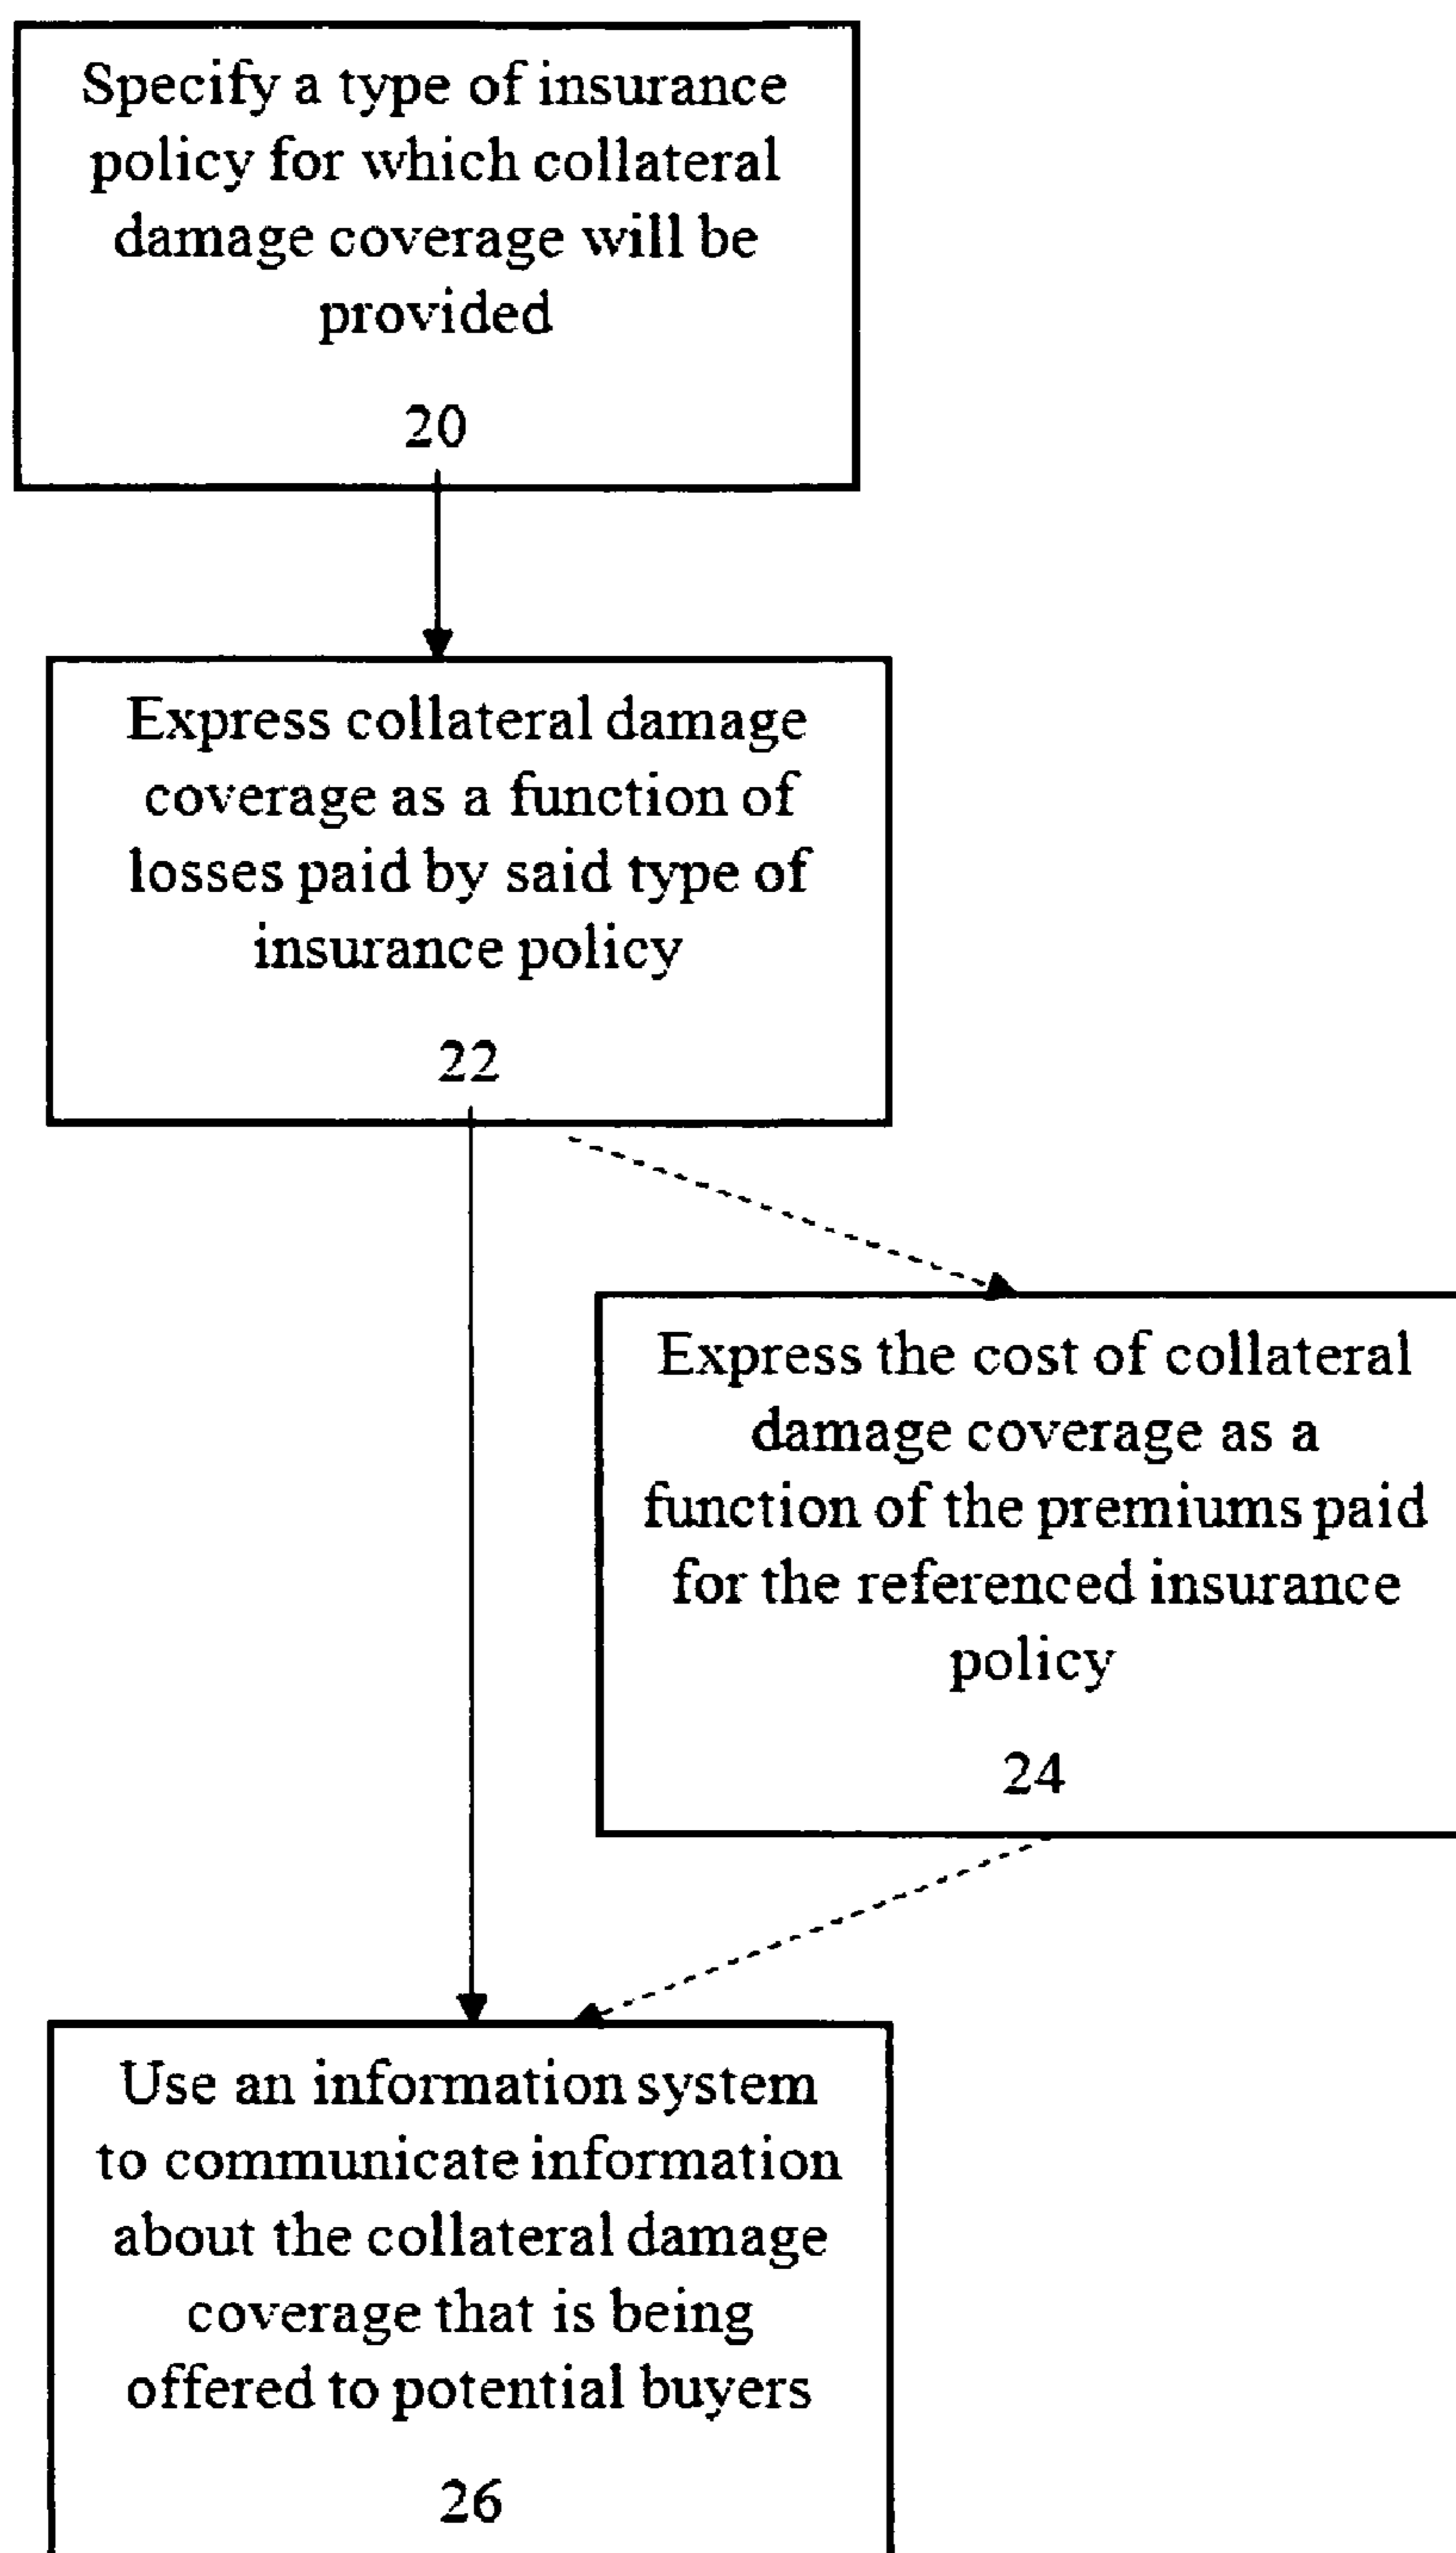 Specify a type of insurance
policy for which collateral
damage coverage will be
provided
20
Express collateral damage
coverage as a function of
losses paid by said type of
insurance policy
22
Express the cost of collateral
damage coverage as a
function of the premiums paid
for the referenced insurance
policy
24
Use an information system
to communicate information
about the collateral damage
coverage that is being
offered to potential buyers
26